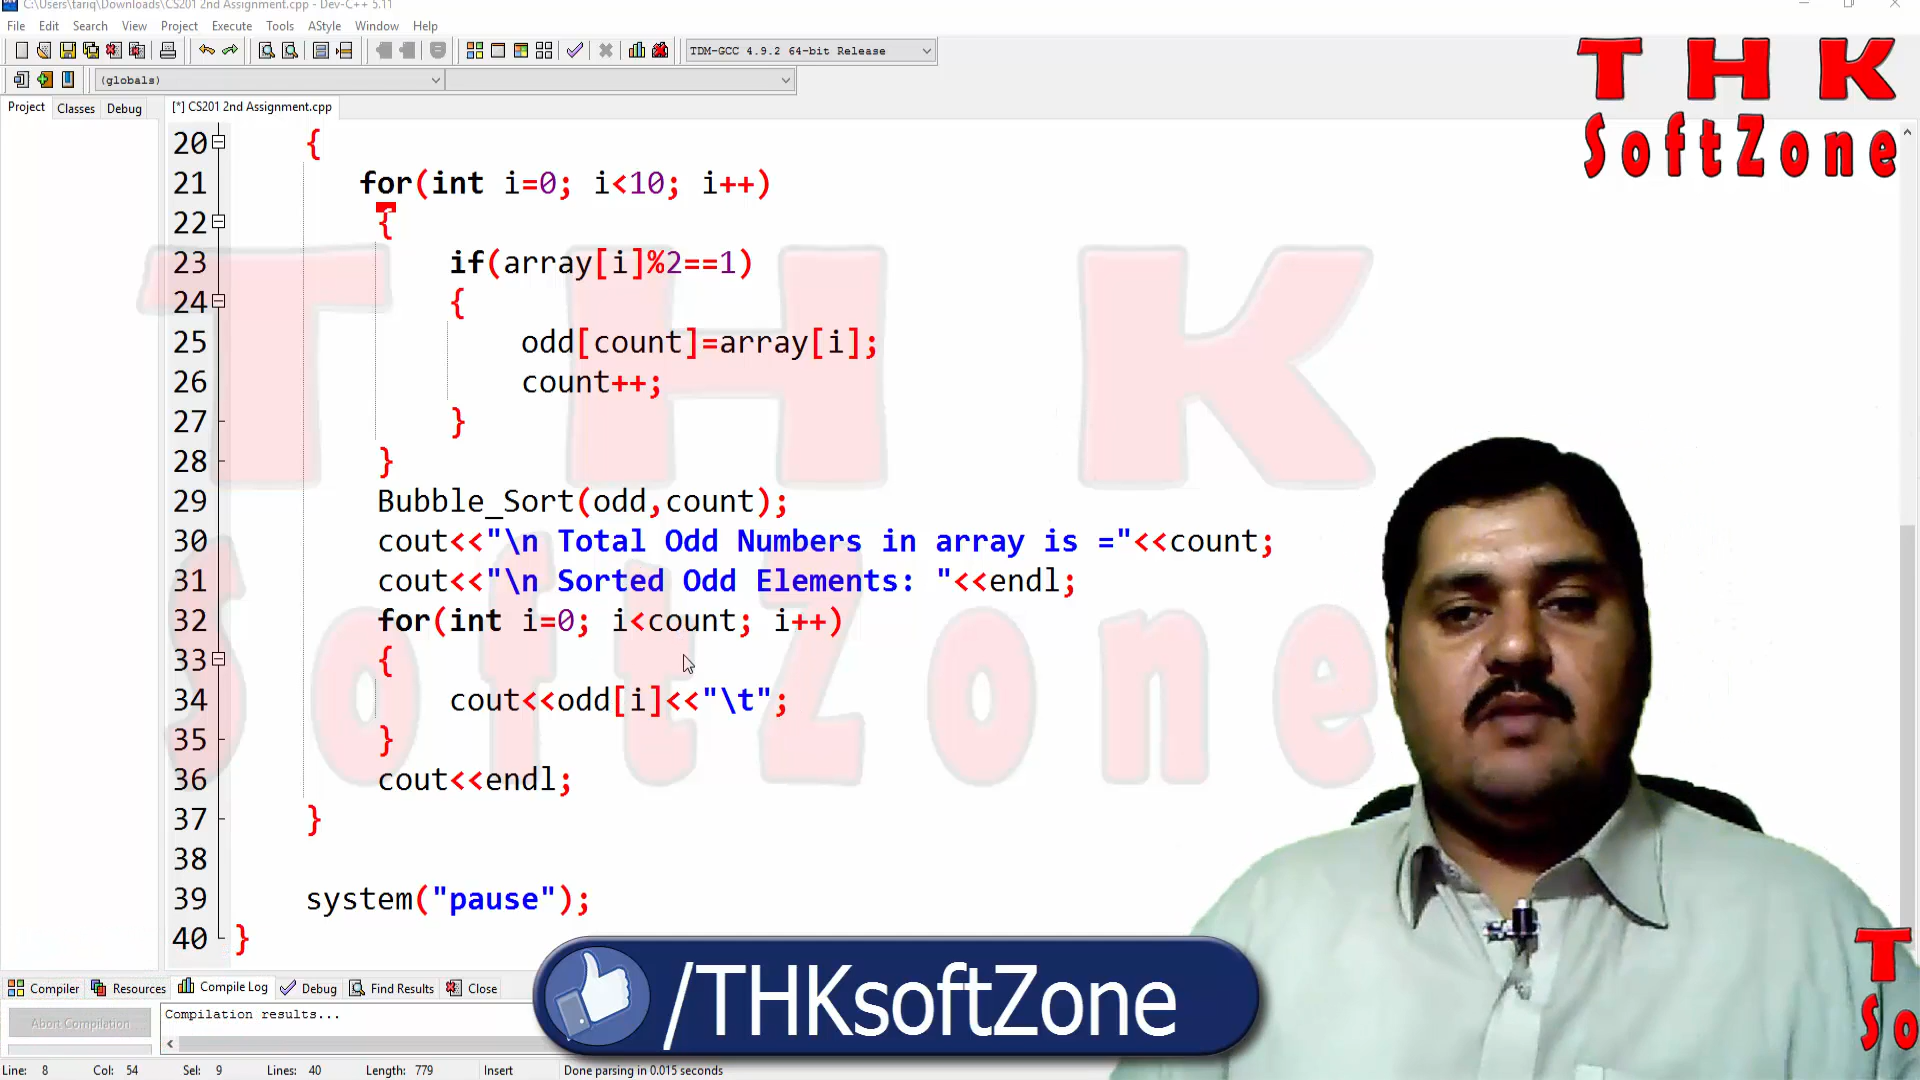 C:\Users\tariq\Downloads\CS201 2nd Assignment.cpp - Dev-C++ 5.11
File Edit Search View Project Execute Tools AStyle Window Help
TDM-GCC 4.9.2 64-bit Release
(globals)
Project Classes Debug
[*] CS201 2nd Assignment.cpp
T H K
SoftZone
20 {
21 for(int i=0; i<10; i++)
22 {
23 if(array[i]%2==1)
24 {
25 odd[count]=array[i];
26 count++;
27 }
28 }
29 Bubble_Sort(odd,count);
30 cout<<"\n Total Odd Numbers in array is ="<<count;
31 cout<<"\n Sorted Odd Elements: "<<endl;
32 for(int i=0; i<count; i++)
33 {
34 cout<<odd[i]<<"\t";
35 }
36 cout<<endl;
37 }
38
39 system("pause");
40 }
T H K
SoftZone
T
So
Compiler Resources Compile Log Debug Find Results Close
Abort Compilation
Compilation results...
/THKsoftZone
Line: 8 Col: 54 Sel: 9 Lines: 40 Length: 779 Insert Done parsing in 0.015 seconds